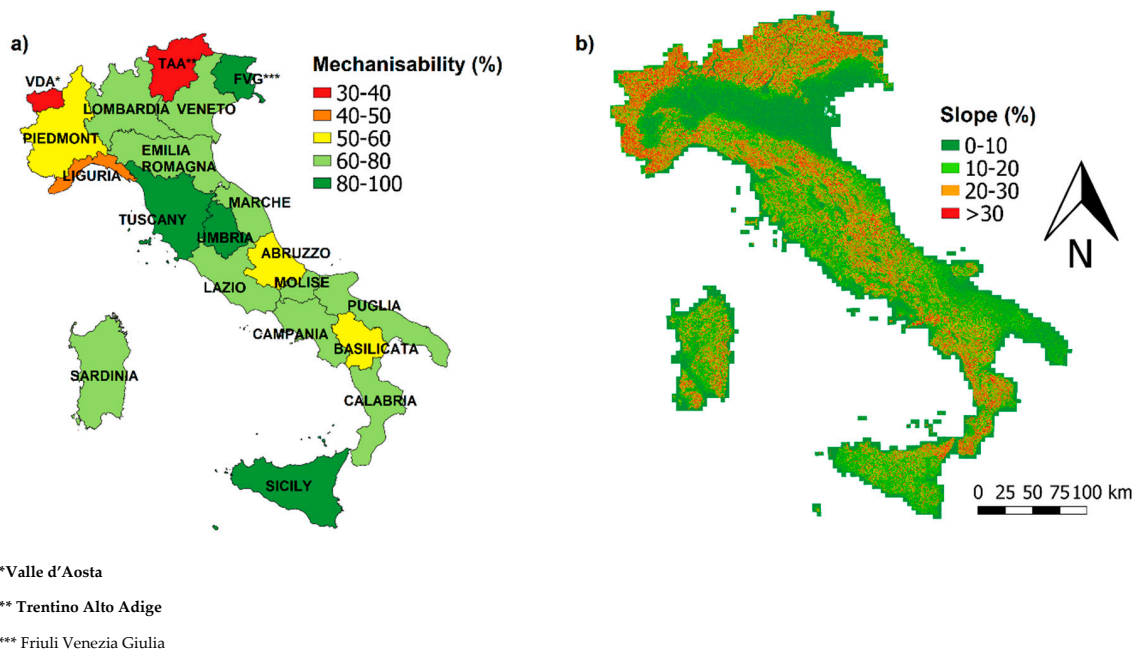 a)
Mechanisability (%)
30-40
40-50
50-60
60-80
80-100
VDA*
TAA**
FVG***
LOMBARDIA
VENETO
PIEDMONT
EMILIA
ROMAGNA
LIGURIA
MARCHE
TUSCANY
UMBRIA
ABRUZZO
LAZIO
MOLISE
PUGLIA
CAMPANIA
BASILICATA
SARDINIA
CALABRIA
SICILY
b)
Slope (%)
0-10
10-20
20-30
>30
N
0 25 50 75 100 km
*Valle d’Aosta
** Trentino Alto Adige
*** Friuli Venezia Giulia